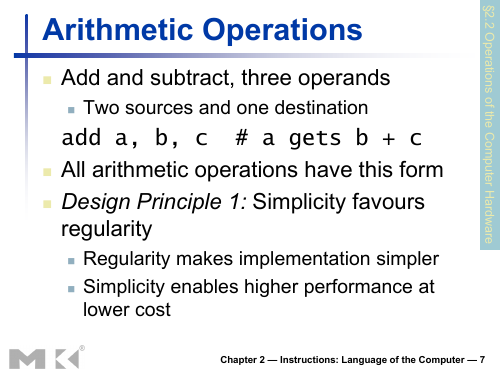 Arithmetic Operations
§2.2 Operations of the Computer Hardware
Add and subtract, three operands
Two sources and one destination
add a, b, c  # a gets b + c
All arithmetic operations have this form
Design Principle 1: Simplicity favours
regularity
Regularity makes implementation simpler
Simplicity enables higher performance at
lower cost
MK®
Chapter 2 — Instructions: Language of the Computer — 7